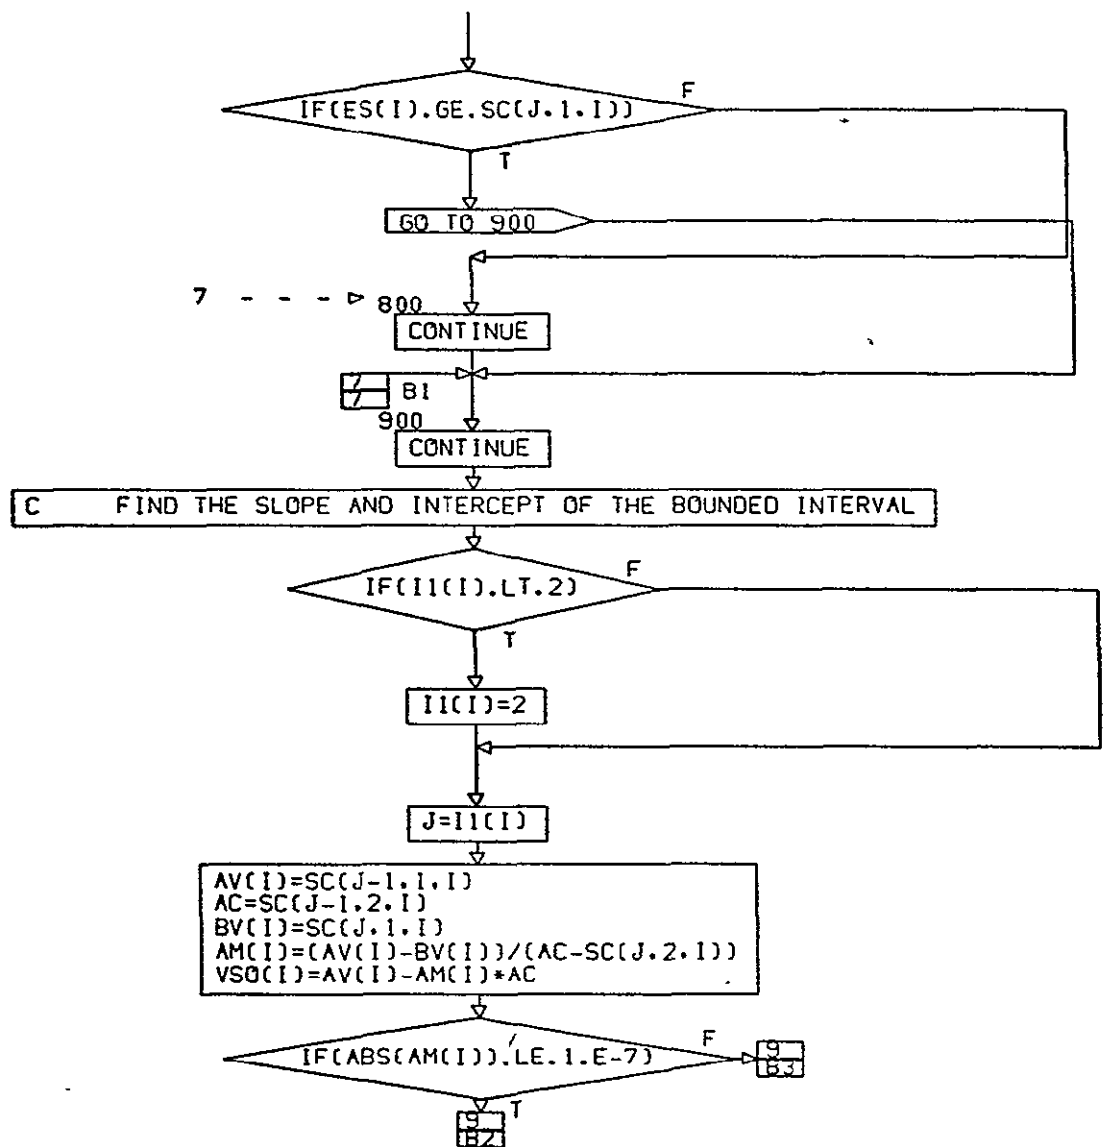 IF(ES(I).GE.SC(J.1.I))
F
T
GO TO 900
7 - - - 800
CONTINUE
7
7 B1
900
CONTINUE
C FIND THE SLOPE AND INTERCEPT OF THE BOUNDED INTERVAL
IF(I1(I).LT.2)
F
T
I1(I)=2
J=I1(I)
AV(I)=SC(J-1.1.I)
AC=SC(J-1.2.I)
BV(I)=SC(J.1.I)
AM(I)=(AV(I)-BV(I))/(AC-SC(J.2.I))
VSO(I)=AV(I)-AM(I)*AC
IF(ABS(AM(I)).LE.1.E-7)
F
9
B3
T
9
B2